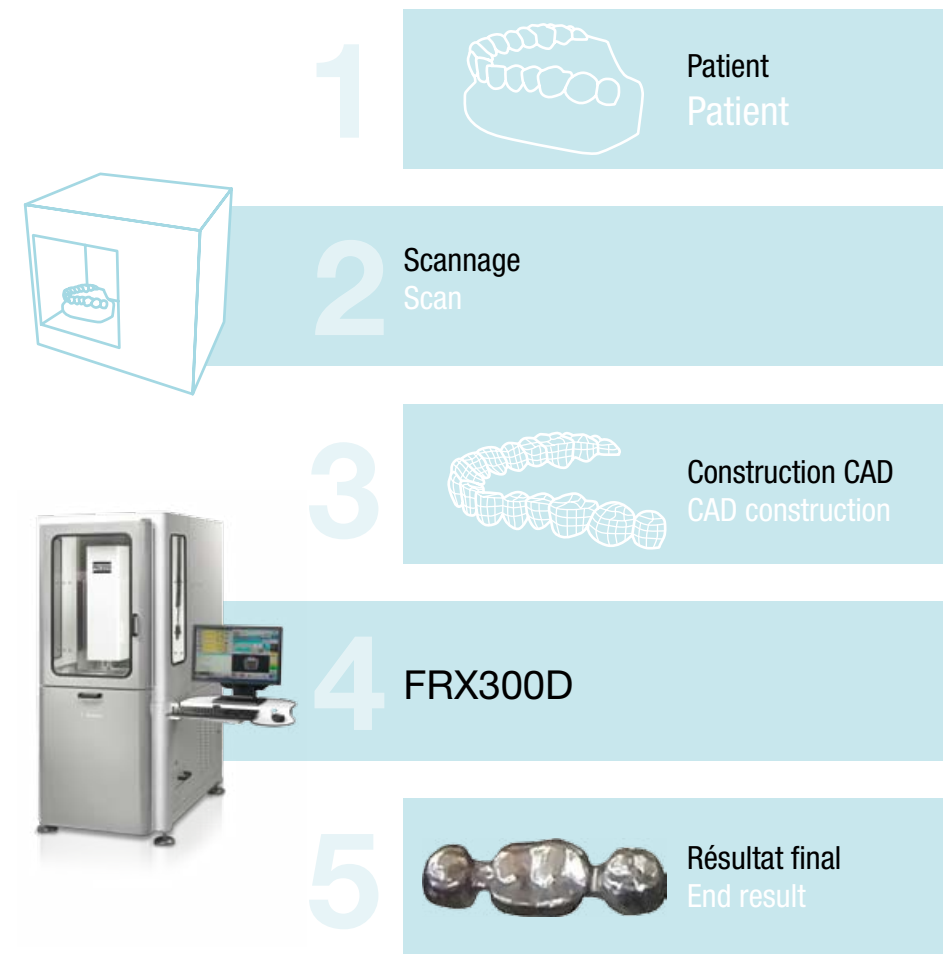 1
Patient
Patient
2
Scannage
Scan
3
Construction CAD
CAD construction
4
FRX300D
5
Résultat final
End result